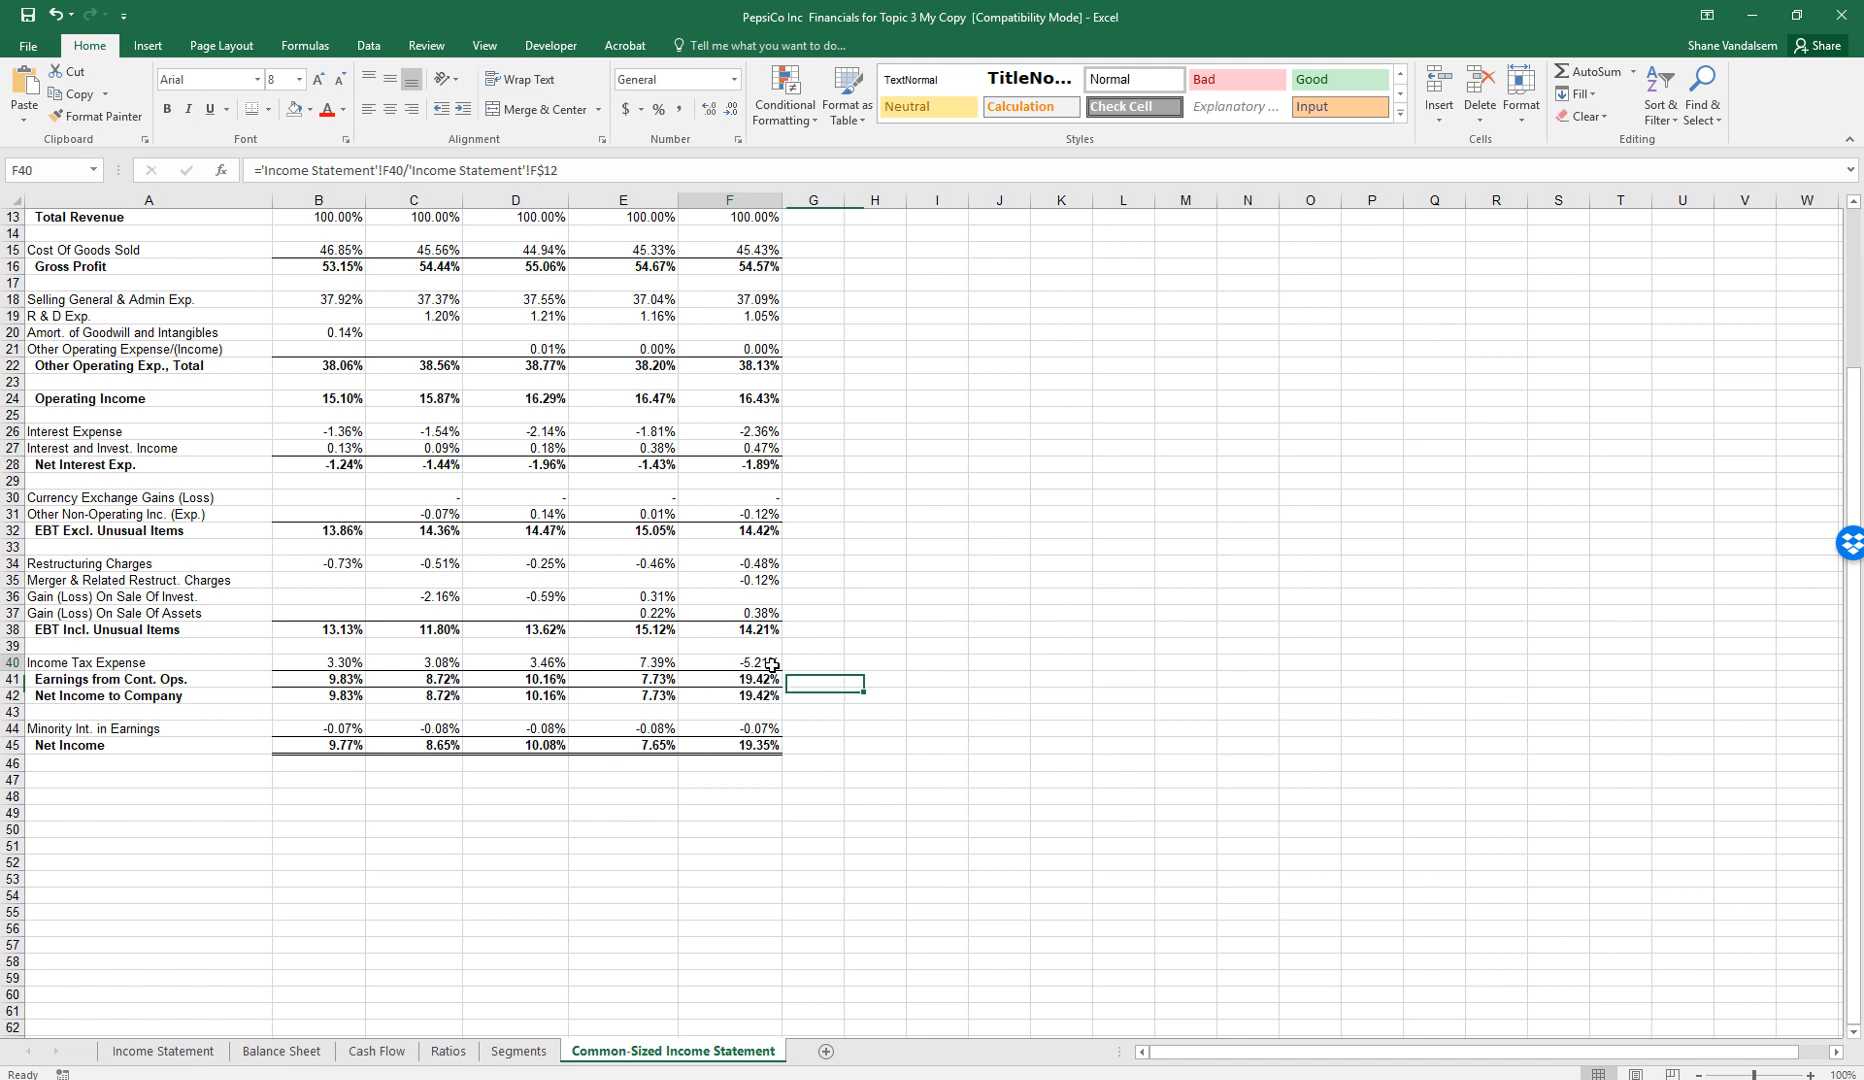 PepsiCo Inc  Financials for Topic 3 My Copy  [Compatibility Mode] - Excel
File Home Insert Page Layout Formulas Data Review View Developer Acrobat Tell me what you want to do... Shane Vandalsem Share
Paste Cut Copy Format Painter
Arial 8
B I U A
Wrap Text
Merge & Center
General
$ % ,
Conditional Formatting
Format as Table
TextNormal TitleNo... Normal Bad Good
Neutral Calculation Check Cell Explanatory ... Input
Insert Delete Format
AutoSum
Fill
Clear
Sort & Filter
Find & Select
Clipboard Font Alignment Number Styles Cells Editing
F40 fx ='Income Statement'!F40/'Income Statement'!F$12
A B C D E F G H I J K L M N O P Q R S T U V W
13 Total Revenue 100.00% 100.00% 100.00% 100.00% 100.00%
14
15 Cost Of Goods Sold 46.85% 45.56% 44.94% 45.33% 45.43%
16 Gross Profit 53.15% 54.44% 55.06% 54.67% 54.57%
17
18 Selling General & Admin Exp. 37.92% 37.37% 37.55% 37.04% 37.09%
19 R & D Exp. 1.20% 1.21% 1.16% 1.05%
20 Amort. of Goodwill and Intangibles 0.14%
21 Other Operating Expense/(Income) 0.01% 0.00% 0.00%
22 Other Operating Exp., Total 38.06% 38.56% 38.77% 38.20% 38.13%
23
24 Operating Income 15.10% 15.87% 16.29% 16.47% 16.43%
25
26 Interest Expense -1.36% -1.54% -2.14% -1.81% -2.36%
27 Interest and Invest. Income 0.13% 0.09% 0.18% 0.38% 0.47%
28 Net Interest Exp. -1.24% -1.44% -1.96% -1.43% -1.89%
29
30 Currency Exchange Gains (Loss) - - - -
31 Other Non-Operating Inc. (Exp.) -0.07% 0.14% 0.01% -0.12%
32 EBT Excl. Unusual Items 13.86% 14.36% 14.47% 15.05% 14.42%
33
34 Restructuring Charges -0.73% -0.51% -0.25% -0.46% -0.48%
35 Merger & Related Restruct. Charges -0.12%
36 Gain (Loss) On Sale Of Invest. -2.16% -0.59% 0.31%
37 Gain (Loss) On Sale Of Assets 0.22% 0.38%
38 EBT Incl. Unusual Items 13.13% 11.80% 13.62% 15.12% 14.21%
39
40 Income Tax Expense 3.30% 3.08% 3.46% 7.39% -5.21%
41 Earnings from Cont. Ops. 9.83% 8.72% 10.16% 7.73% 19.42%
42 Net Income to Company 9.83% 8.72% 10.16% 7.73% 19.42%
43
44 Minority Int. in Earnings -0.07% -0.08% -0.08% -0.08% -0.07%
45 Net Income 9.77% 8.65% 10.08% 7.65% 19.35%
46
47
48
49
50
51
52
53
54
55
56
57
58
59
60
61
62
Income Statement Balance Sheet Cash Flow Ratios Segments Common-Sized Income Statement
Ready 100%